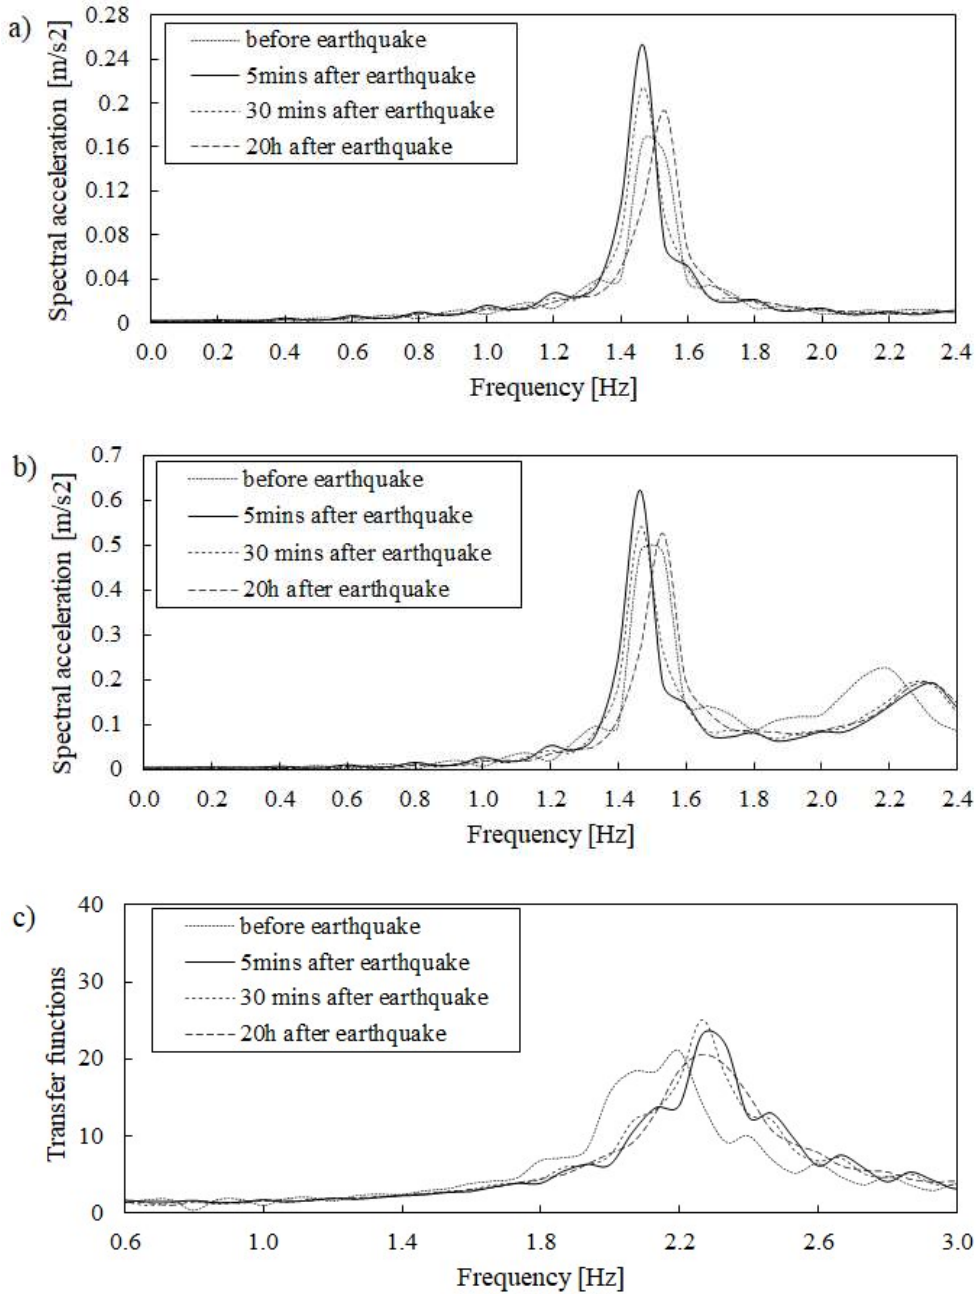 a)
Spectral acceleration [m/s2]
0.28
0.24
0.2
0.16
0.12
0.08
0.04
0
before earthquake
5mins after earthquake
30 mins after earthquake
20h after earthquake
0.0 0.2 0.4 0.6 0.8 1.0 1.2 1.4 1.6 1.8 2.0 2.2 2.4
Frequency [Hz]
b)
Spectral acceleration [m/s2]
0.7
0.6
0.5
0.4
0.3
0.2
0.1
0
before earthquake
5mins after earthquake
30 mins after earthquake
20h after earthquake
0.0 0.2 0.4 0.6 0.8 1.0 1.2 1.4 1.6 1.8 2.0 2.2 2.4
Frequency [Hz]
c)
Transfer functions
40
30
20
10
0
before earthquake
5mins after earthquake
30 mins after earthquake
20h after earthquake
0.6 1.0 1.4 1.8 2.2 2.6 3.0
Frequency [Hz]